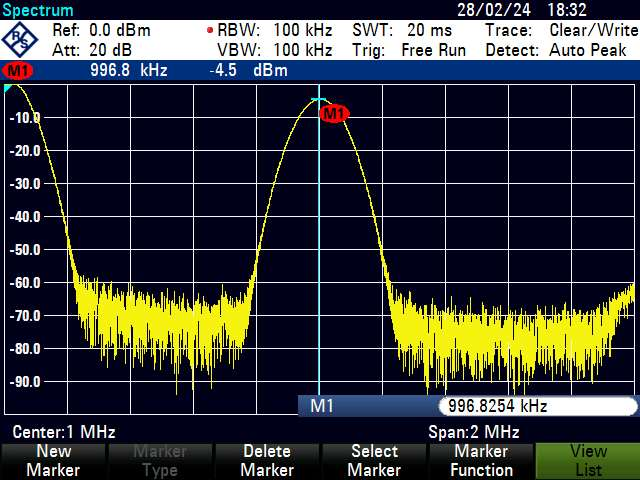 Spectrum 28/02/24 18:32
R&S Ref: 0.0 dBm RBW: 100 kHz SWT: 20 ms Trace: Clear/Write
Att: 20 dB VBW: 100 kHz Trig: Free Run Detect: Auto Peak
M1 996.8 kHz -4.5 dBm
M1
-10.0
-20.0
-30.0
-40.0
-50.0
-60.0
-70.0
-80.0
-90.0
M1 996.8254 kHz
Center:1 MHz Span:2 MHz
New Marker Delete Select Marker View
Marker Type Marker Marker Function List